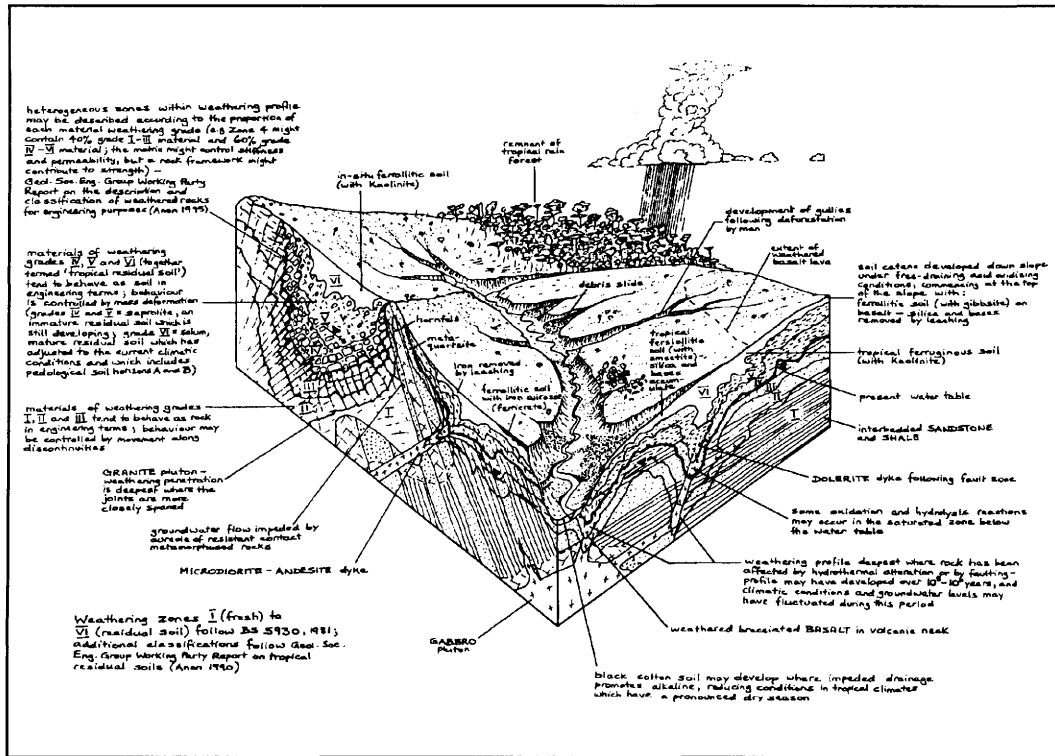 heterogeneous zones within weathering profile
may be described according to the proportion of
each material weathering grade (e.g. Zone 4 might
contain 40% grade I-III material and 60% grade
IV-VI material; the matrix might control stiffness
and permeability, but a rock framework might
contribute to strength) -
Geol. Soc. Eng. Group Working Party
Report on the description and
classification of weathered rocks
for engineering purposes (Anon 1995)
in-situ ferrallitic soil
(with Kaolinite)
remnant of
tropical rain
forest
development of gullies
following deforestation
by man
extent of
weathered
basalt lava
soil catena developed down slope
under free-draining and oxidising
conditions, commencing at the top
of the slope with:
ferrallitic soil (with gibbsite) on
basalt - silica and bases
removed by leaching
materials of weathering
grades IV, V and VI (together
termed 'tropical residual soil')
tend to behave as soil in
engineering terms; behaviour
is controlled by mass deformation
(grades IV and V = saprolite, an
immature residual soil which is
still developing; grade VI = solum,
mature residual soil which has
adjusted to the current climatic
conditions and which includes
pedological soil horizons A and B)
VI
debris slide
hornfels
meta-
quartzite
iron removed
by leaching
ferrallitic soil
with iron
(ferricrete)
tropical
fersiallitic
soil (with
smectite) -
silica and
bases
accum-
ulate
VI
tropical ferruginous soil
(with Kaolinite)
present water table
III
II
I
II
I
interbedded SANDSTONE
and SHALE
materials of weathering grades
I, II and III tend to behave as rock
in engineering terms; behaviour may
be controlled by movement along
discontinuities
GRANITE pluton -
weathering penetration
is deepest where the
joints are more
closely spaced
DOLERITE dyke following fault zone
groundwater flow impeded by
aureole of resistant contact
metamorphosed rocks
some oxidation and hydrolysis reactions
may occur in the saturated zone below
the water table
MICRODIORITE - ANDESITE dyke
weathering profile deepest where rock has been
affected by hydrothermal alteration or by faulting -
profile may have developed over years, and
climatic conditions and groundwater levels may
have fluctuated during this period
Weathering zones I (fresh) to
VI (residual soil) follow BS 5930, 1981;
additional classifications follow Geol. Soc.
Eng. Group Working Party Report on tropical
residual soils (Anon 1990)
GABBRO
pluton
weathered brecciated BASALT in volcanic neck
black cotton soil may develop where impeded drainage
promotes alkaline, reducing conditions in tropical climates
which have a pronounced dry season